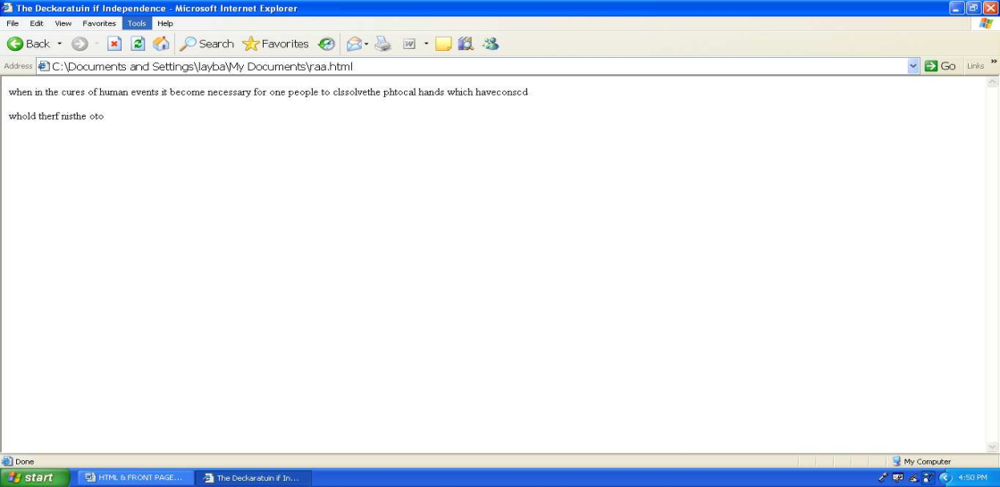 The Deckaratuin if Independence - Microsoft Internet Explorer
File Edit View Favorites Tools Help
Back Search Favorites
Address C:\Documents and Settings\layba\My Documents\raa.html Go Links »
when in the cures of human events it become necessary for one people to clssolvethe phtocal hands which haveconscd
whold therf nisthe oto
Done My Computer
start HTML & FRONT PAGE... The Deckaratuin if In... 4:50 PM